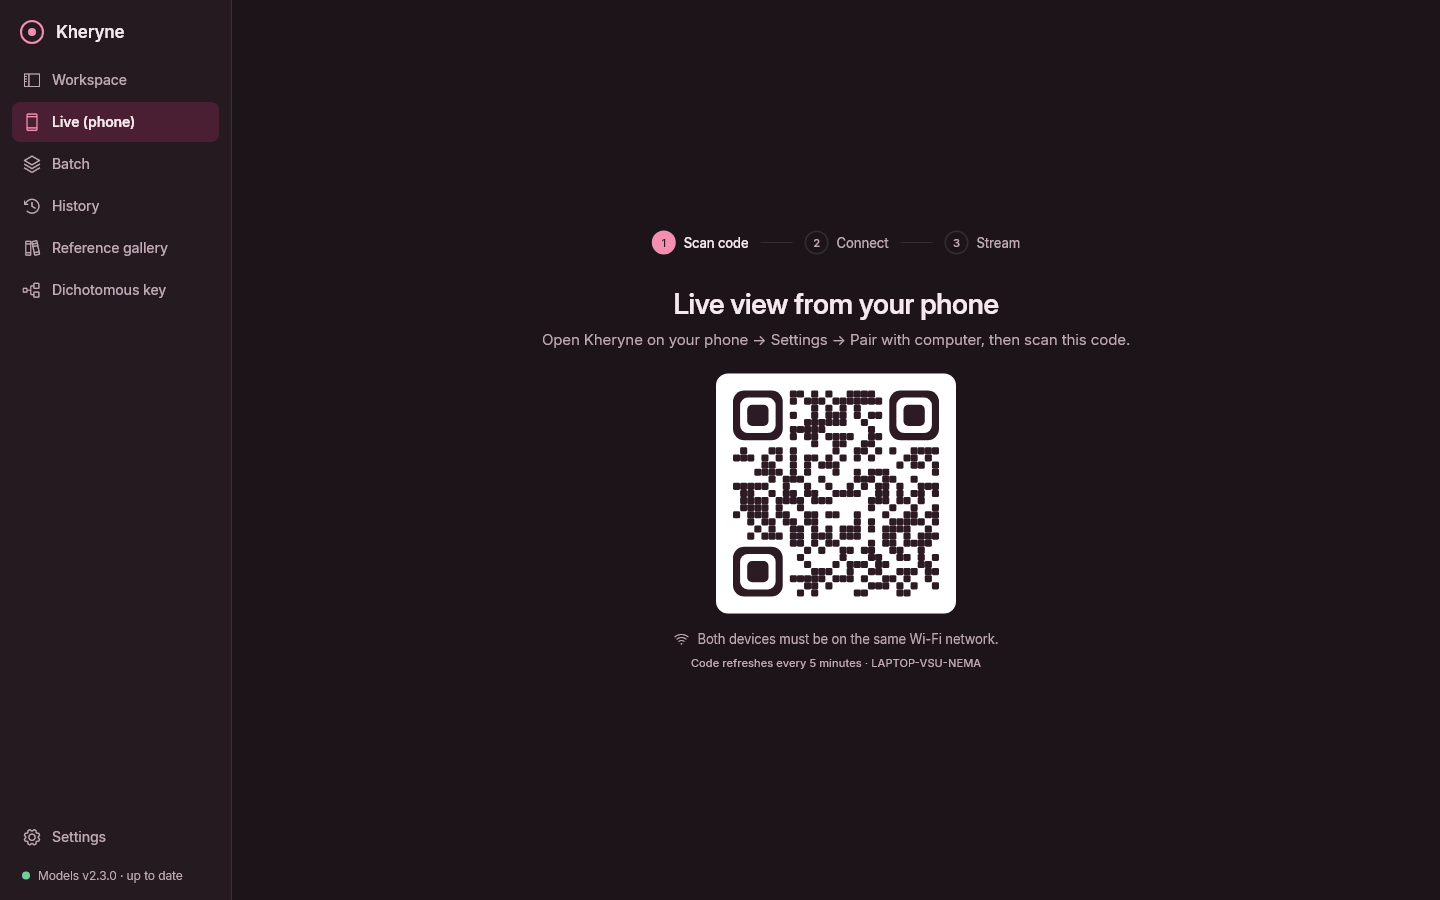 Kheryne
Workspace
Live (phone)
Batch
History
Reference gallery
Dichotomous key
Settings
Models v2.3.0 · up to date
1 Scan code
2 Connect
3 Stream
Live view from your phone
Open Kheryne on your phone → Settings → Pair with computer, then scan this code.
Both devices must be on the same Wi-Fi network.
Code refreshes every 5 minutes · LAPTOP-VSU-NEMA